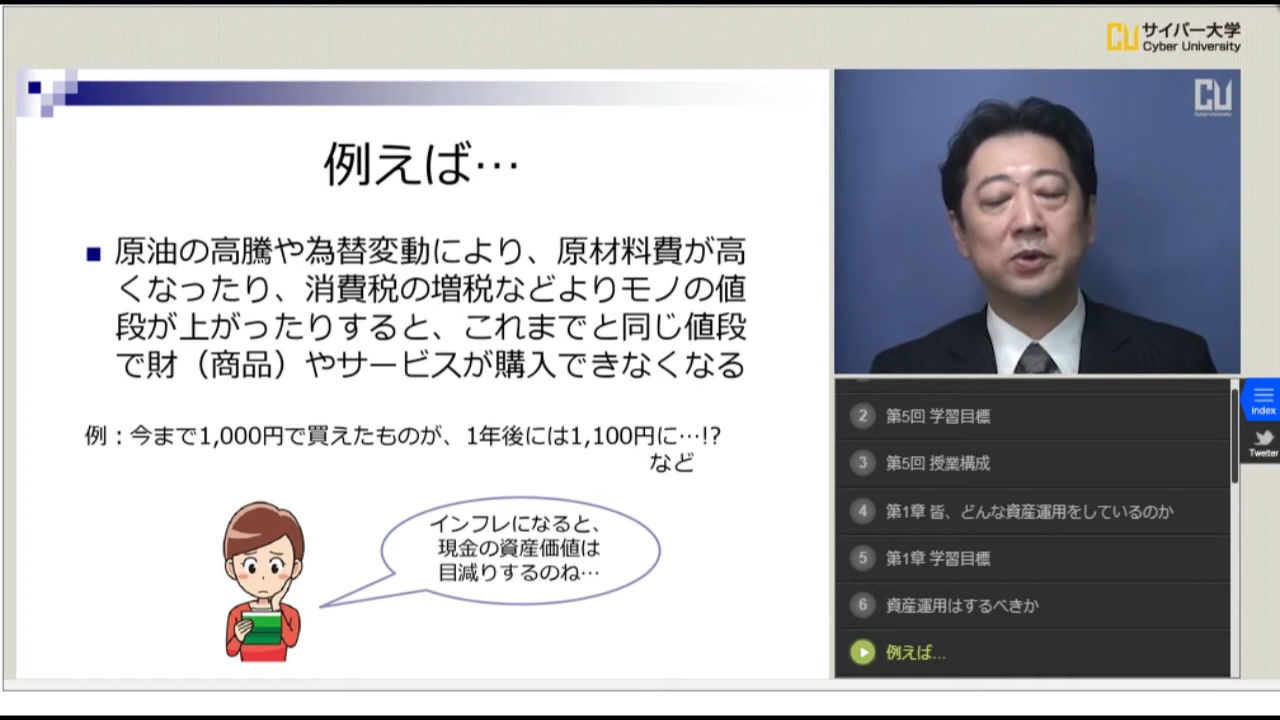 CU サイバー大学
Cyber University
CU
Cyber University
例えば…
■ 原油の高騰や為替変動により、原材料費が高
くなったり、消費税の増税などよりモノの値
段が上がったりすると、これまでと同じ値段
で財（商品）やサービスが購入できなくなる
例：今まで1,000円で買えたものが、1年後には1,100円に…!?
など
インフレになると、
現金の資産価値は
目減りするのね…
2 第5回 学習目標
3 第5回 授業構成
4 第1章 皆、どんな資産運用をしているのか
5 第1章 学習目標
6 資産運用はするべきか
例えば...
index
Twetter